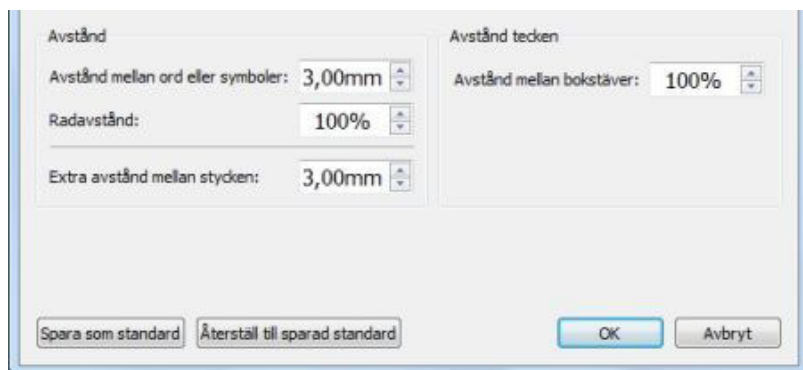 Avstånd
Avstånd tecken
Avstånd mellan ord eller symboler: 3,00mm
Avstånd mellan bokstäver: 100%
Radavstånd: 100%
Extra avstånd mellan stycken: 3,00mm
Spara som standard
Återställ till sparad standard
OK
Avbryt